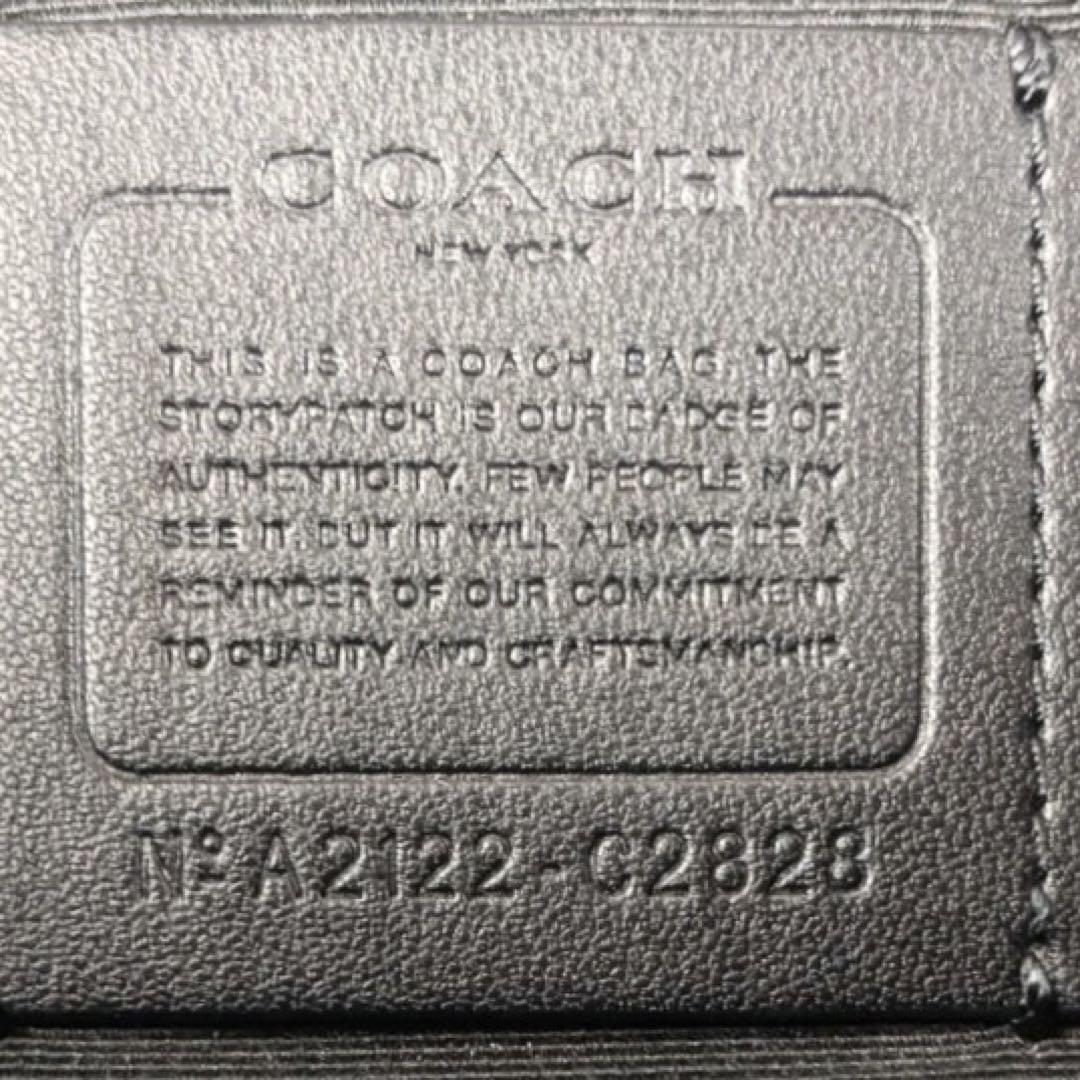 COACH
NEW YORK
THIS IS A COACH BAG. THE
STORYPATCH IS OUR BADGE OF
AUTHENTICITY. FEW PEOPLE MAY
SEE IT, BUT IT WILL ALWAYS BE A
REMINDER OF OUR COMMITMENT
TO QUALITY AND CRAFTSMANSHIP.
Nº A2122-C2828